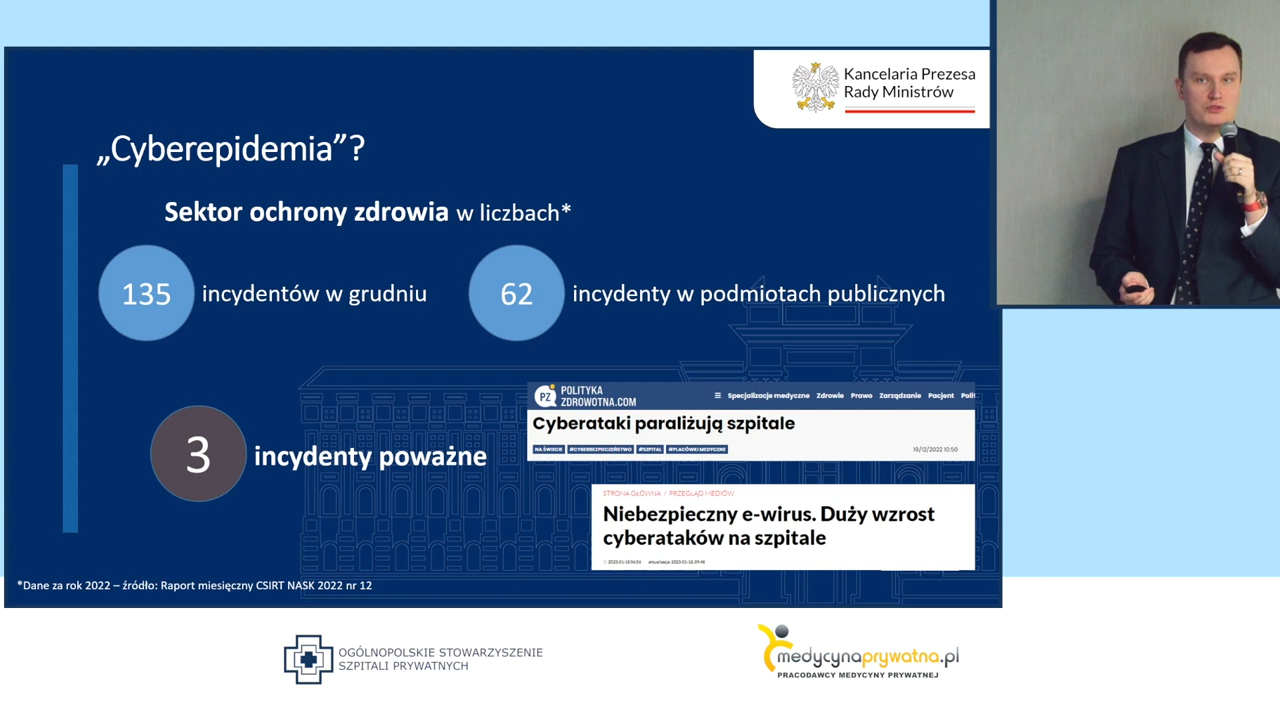 Kancelaria Prezesa
Rady Ministrów
„Cyberepidemia”?
Sektor ochrony zdrowia w liczbach*
135 incydentów w grudniu
62 incydenty w podmiotach publicznych
3 incydenty poważne
PZ POLITYKA
ZDROWOTNA.COM
Specjalizacje medyczne Zdrowie Prawo Zarządzanie Pacjent Polit
Cyberataki paraliżują szpitale
NA ŚWIECIE #CYBERBEZPIECZEŃSTWO #SZPITAL #PLACÓWKI MEDYCZNE 19/12/2022 10:50
STRONA GŁÓWNA / PRZEGLĄD MEDIÓW
Niebezpieczny e-wirus. Duży wzrost
cyberataków na szpitale
*Dane za rok 2022 – źródło: Raport miesięczny CSIRT NASK 2022 nr 12
OGÓLNOPOLSKIE STOWARZYSZENIE
SZPITALI PRYWATNYCH
medycynaprywatna.pl
PRACODAWCY MEDYCYNY PRYWATNEJ